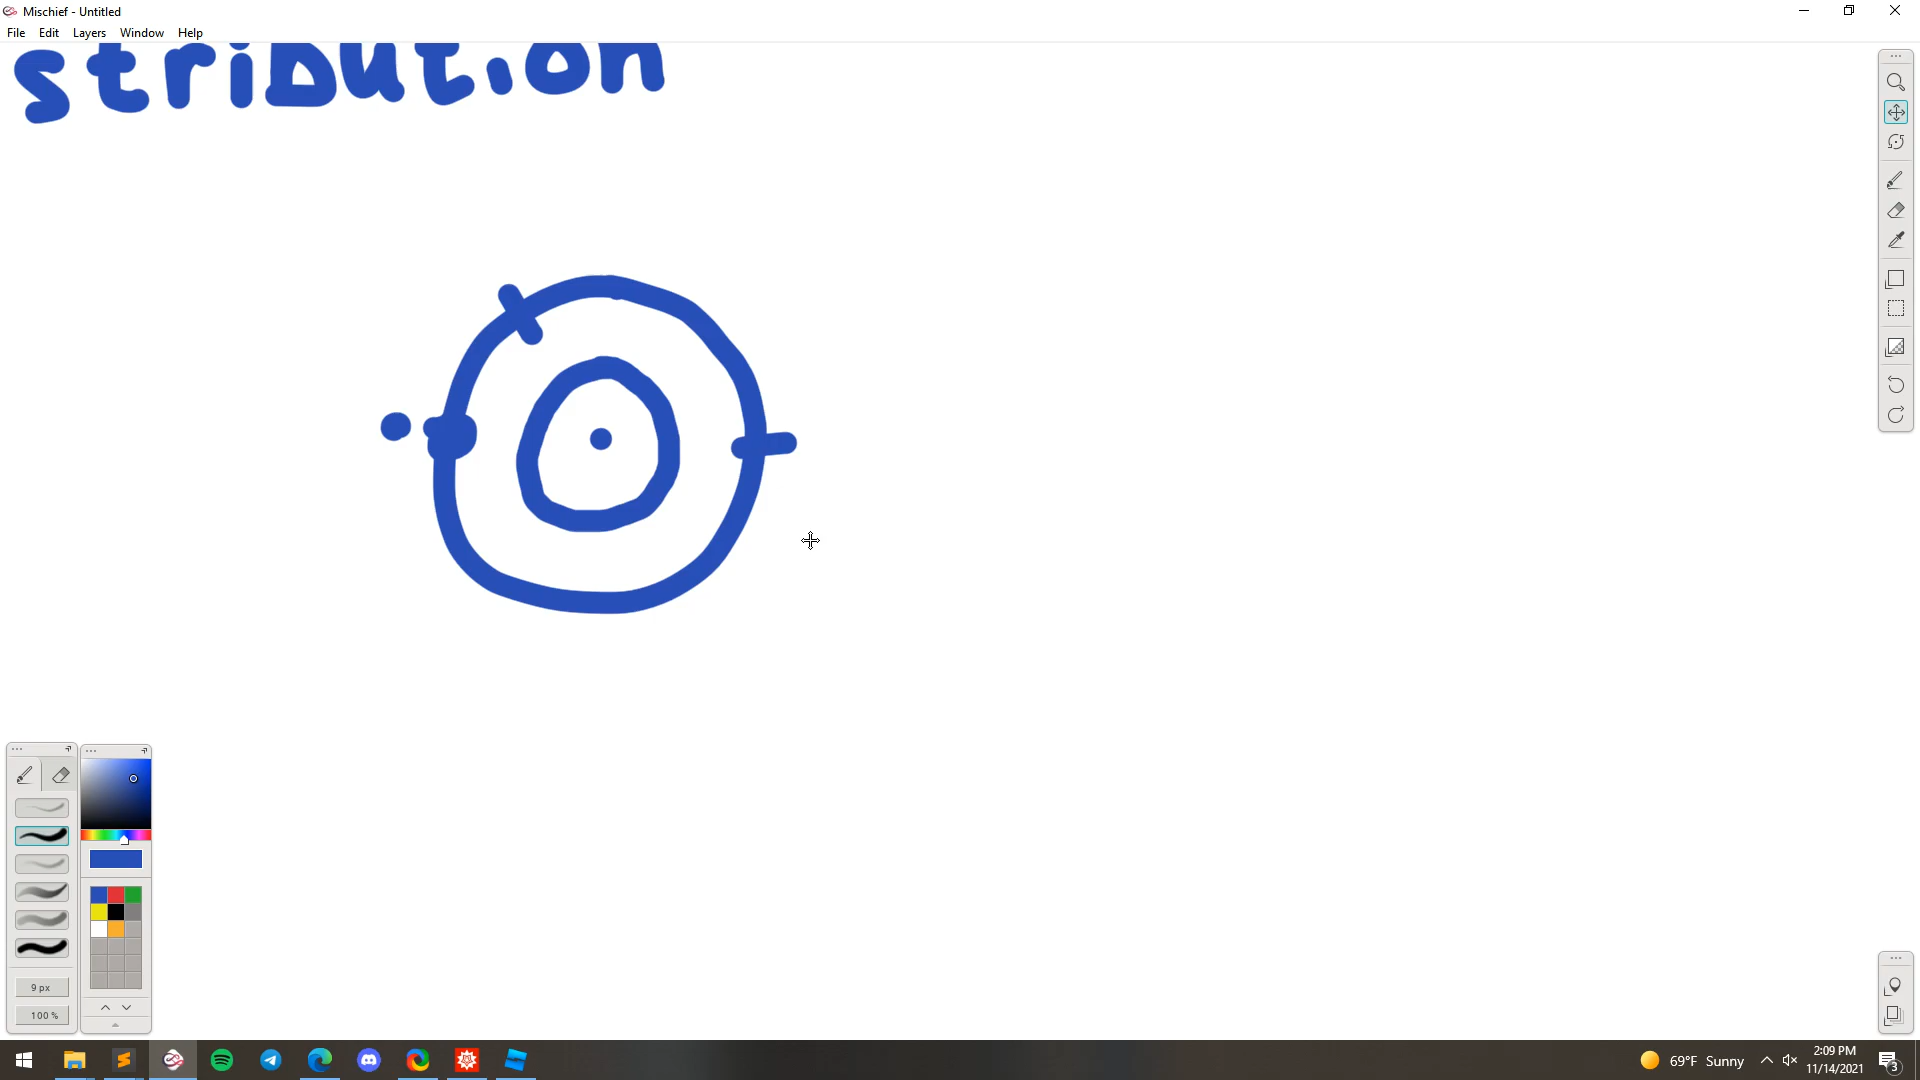 Mischief - Untitled
File Edit Layers Window Help
stribution
9 px
100 %
69°F Sunny
2:09 PM
11/14/2021
3